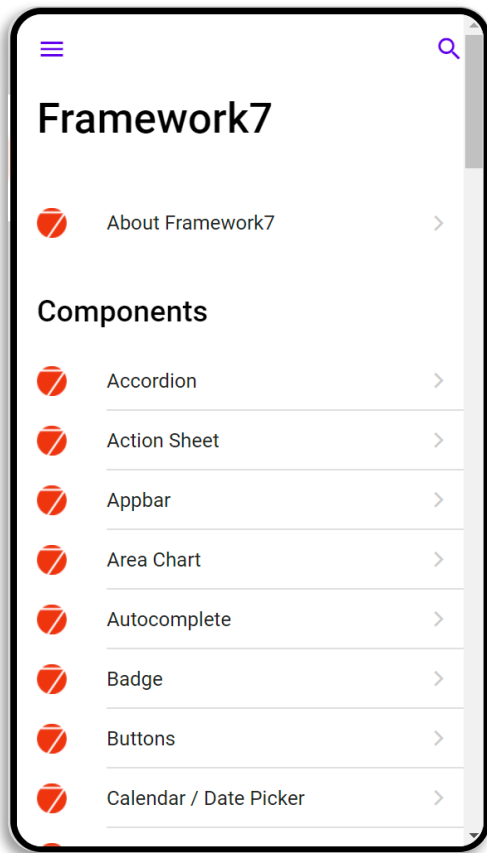 Framework7
About Framework7
Components
Accordion
Action Sheet
Appbar
Area Chart
Autocomplete
Badge
Buttons
Calendar / Date Picker